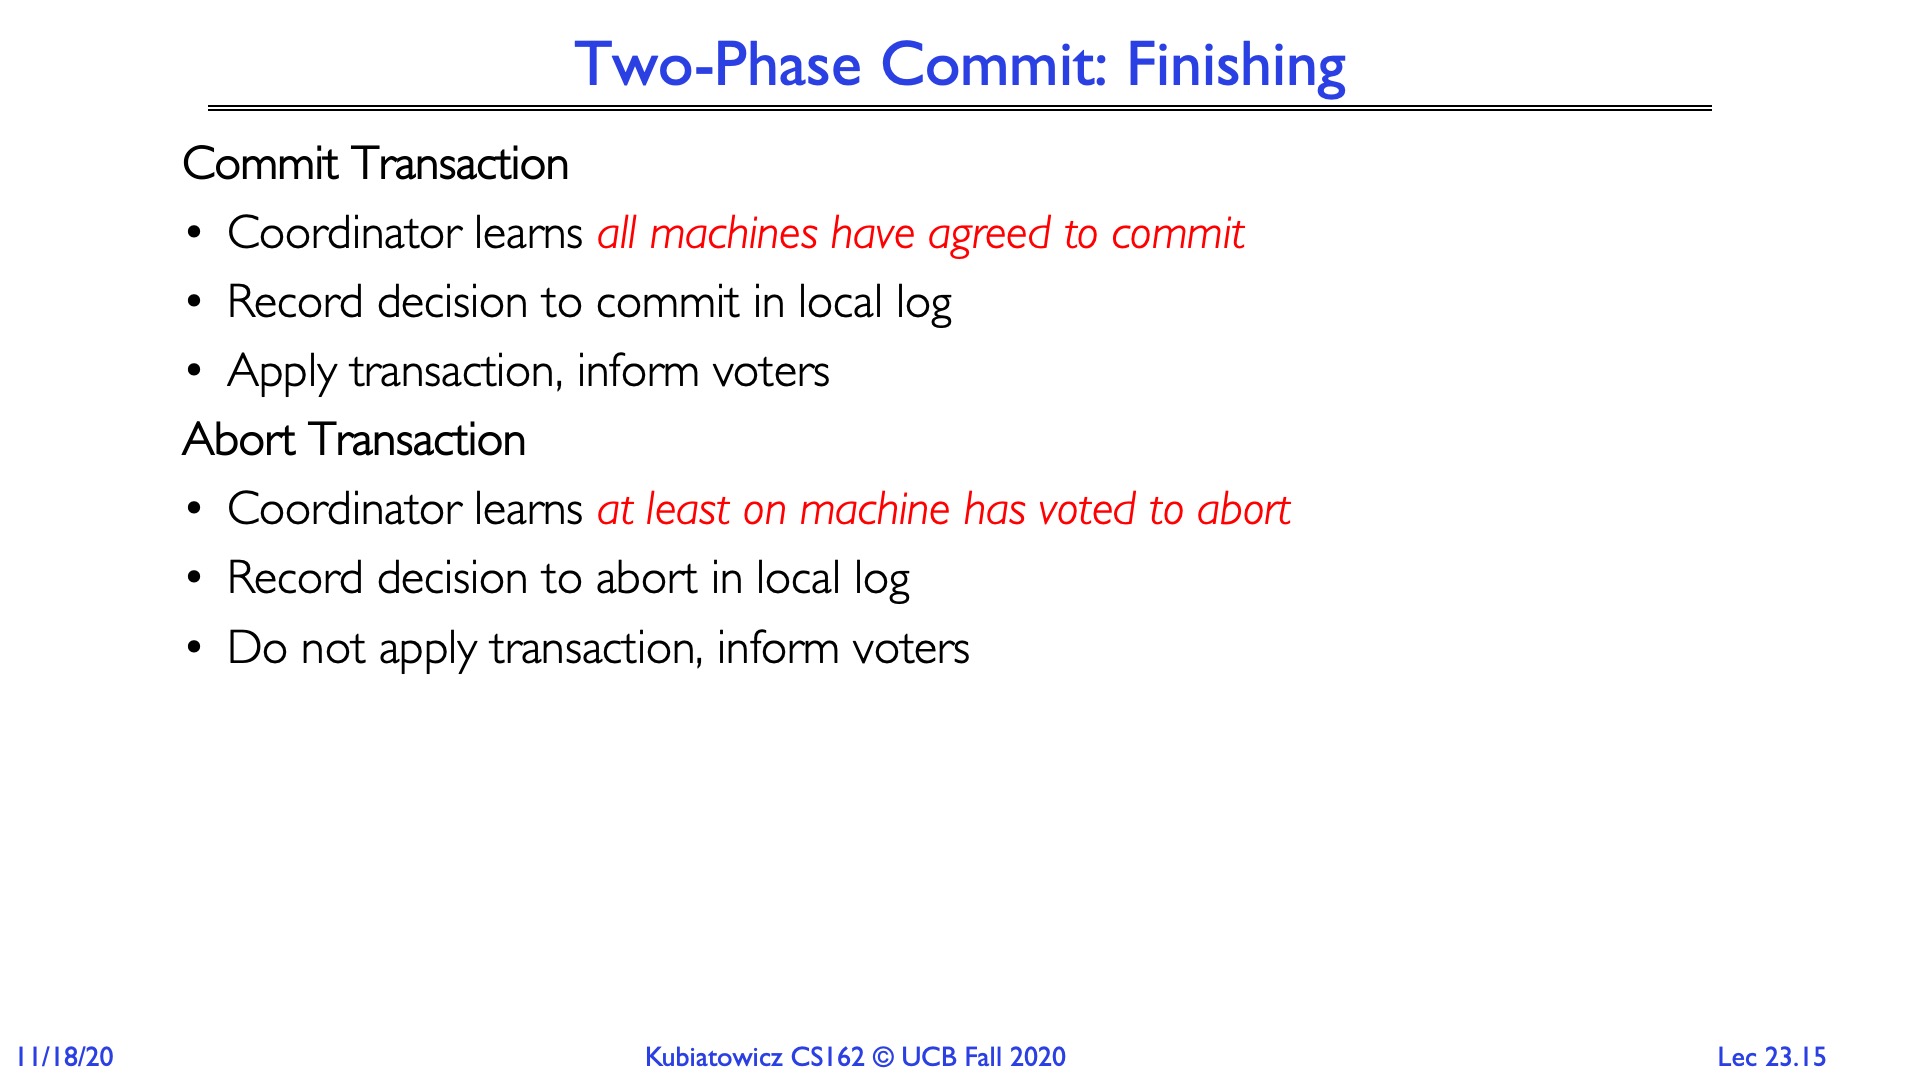 Two-Phase Commit: Finishing
Commit Transaction
• Coordinator learns all machines have agreed to commit
• Record decision to commit in local log
• Apply transaction, inform voters
Abort Transaction
• Coordinator learns at least on machine has voted to abort
• Record decision to abort in local log
• Do not apply transaction, inform voters
11/18/20
Kubiatowicz CS162 © UCB Fall 2020
Lec 23.15